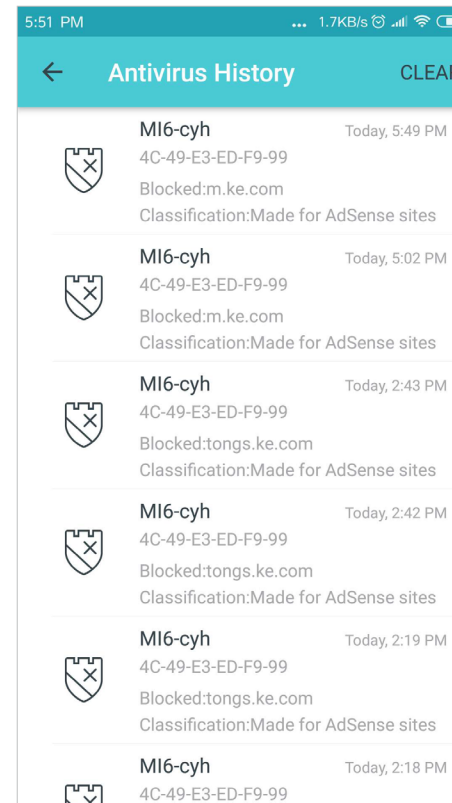 5:51 PM ... 1.7KB/s
Antivirus History
MI6-cyh Today, 5:49 PM
4C-49-E3-ED-F9-99
Blocked:m.ke.com
Classification:Made for AdSense sites
MI6-cyh Today, 5:02 PM
4C-49-E3-ED-F9-99
Blocked:m.ke.com
Classification:Made for AdSense sites
MI6-cyh Today, 2:43 PM
4C-49-E3-ED-F9-99
Blocked:tongs.ke.com
Classification:Made for AdSense sites
MI6-cyh Today, 2:42 PM
4C-49-E3-ED-F9-99
Blocked:tongs.ke.com
Classification:Made for AdSense sites
MI6-cyh Today, 2:19 PM
4C-49-E3-ED-F9-99
Blocked:tongs.ke.com
Classification:Made for AdSense sites
MI6-cyh Today, 2:18 PM
4C-49-E3-ED-F9-99